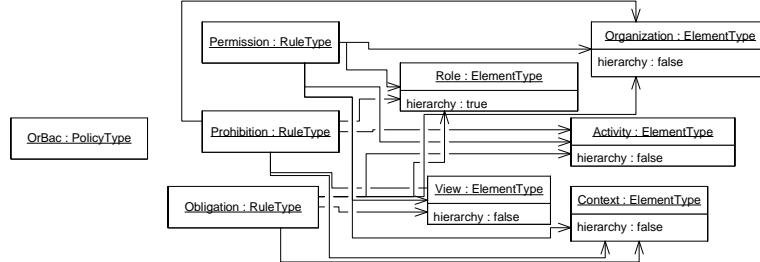 Permission : RuleType
Organization : ElementType
hierarchy : false
Role : ElementType
hierarchy : true
OrBac : PolicyType
Prohibition : RuleType
Activity : ElementType
hierarchy : false
Obligation : RuleType
View : ElementType
hierarchy : false
Context : ElementType
hierarchy : false